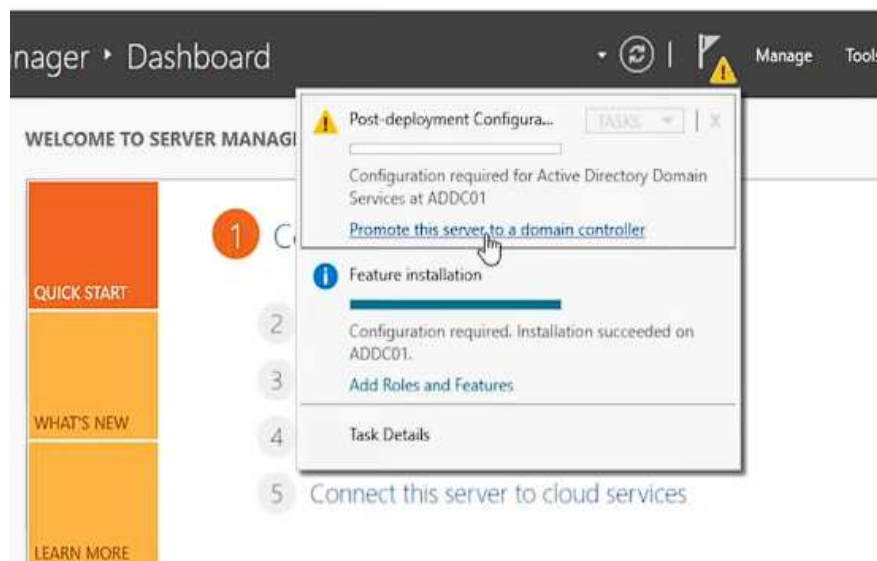 nager ‣ Dashboard
Manage
Tools
WELCOME TO SERVER MANAG
Post-deployment Configura...
TASKS
X
Configuration required for Active Directory Domain
Services at ADDC01
Promote this server to a domain controller
1
QUICK START
Feature installation
2
Configuration required. Installation succeeded on
ADDC01.
3
Add Roles and Features
WHAT'S NEW
4
Task Details
5 Connect this server to cloud services
LEARN MORE